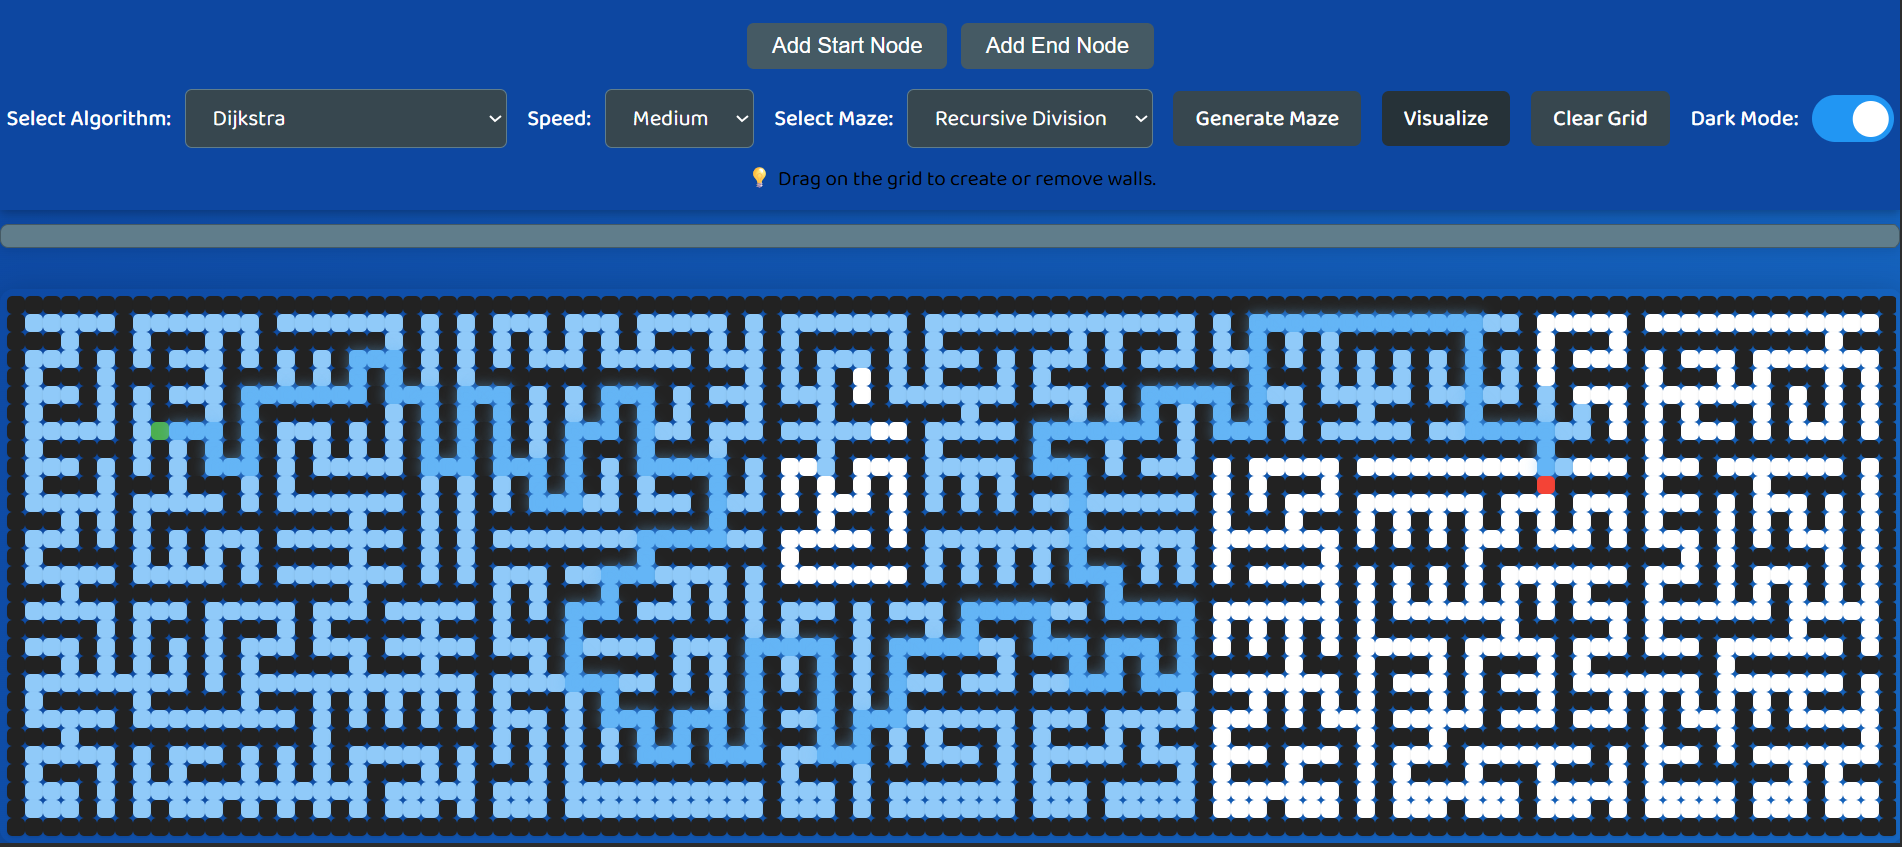 Add Start Node Add End Node
Select Algorithm: Dijkstra Speed: Medium Select Maze: Recursive Division Generate Maze Visualize Clear Grid Dark Mode:
💡 Drag on the grid to create or remove walls.